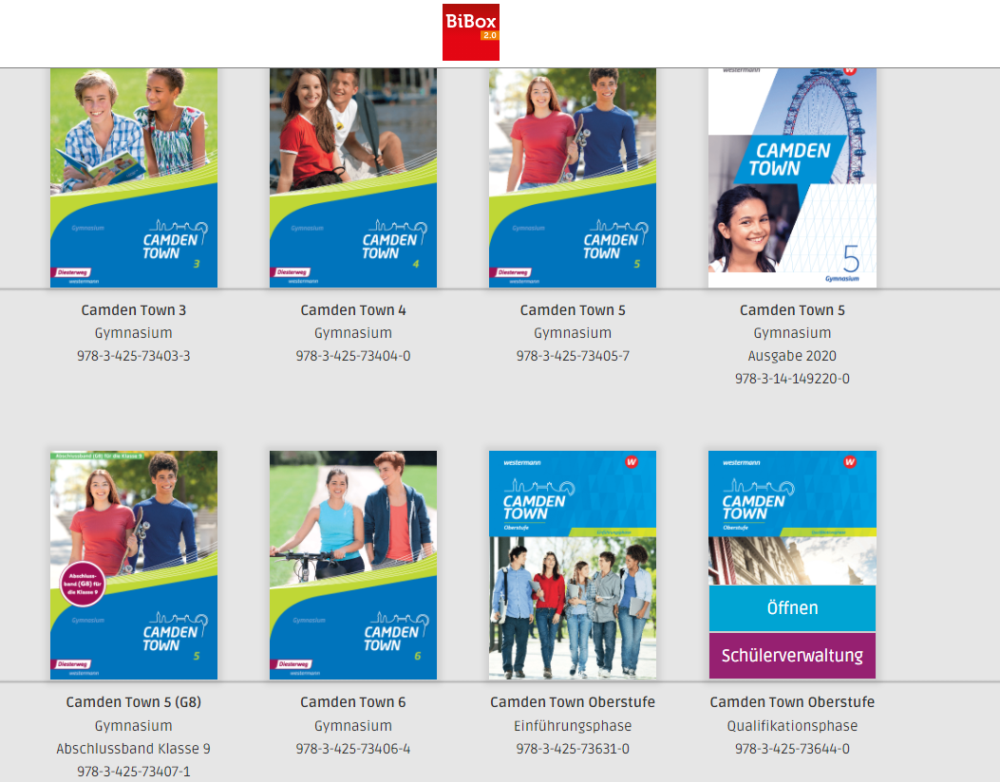 BiBox
2.0
Gymnasium
CAMDEN
TOWN
3
Diesterweg
westermann
Gymnasium
CAMDEN
TOWN
4
Diesterweg
westermann
Gymnasium
CAMDEN
TOWN
5
Diesterweg
westermann
westermann
CAMDEN
TOWN
5
Gymnasium
Camden Town 3
Gymnasium
978-3-425-73403-3
Camden Town 4
Gymnasium
978-3-425-73404-0
Camden Town 5
Gymnasium
978-3-425-73405-7
Camden Town 5
Gymnasium
Ausgabe 2020
978-3-14-149220-0
Abschlussband (G8) für die Klasse 9
Abschluss-
band (G8) für
die Klasse 9
Gymnasium
CAMDEN
TOWN
5
Diesterweg
westermann
Gymnasium
CAMDEN
TOWN
6
Diesterweg
westermann
westermann
W
CAMDEN
TOWN
Oberstufe
Einführungsphase
westermann
W
CAMDEN
TOWN
Oberstufe
Qualifikationsphase
Öffnen
Schülerverwaltung
Camden Town 5 (G8)
Gymnasium
Abschlussband Klasse 9
978-3-425-73407-1
Camden Town 6
Gymnasium
978-3-425-73406-4
Camden Town Oberstufe
Einführungsphase
978-3-425-73631-0
Camden Town Oberstufe
Qualifikationsphase
978-3-425-73644-0